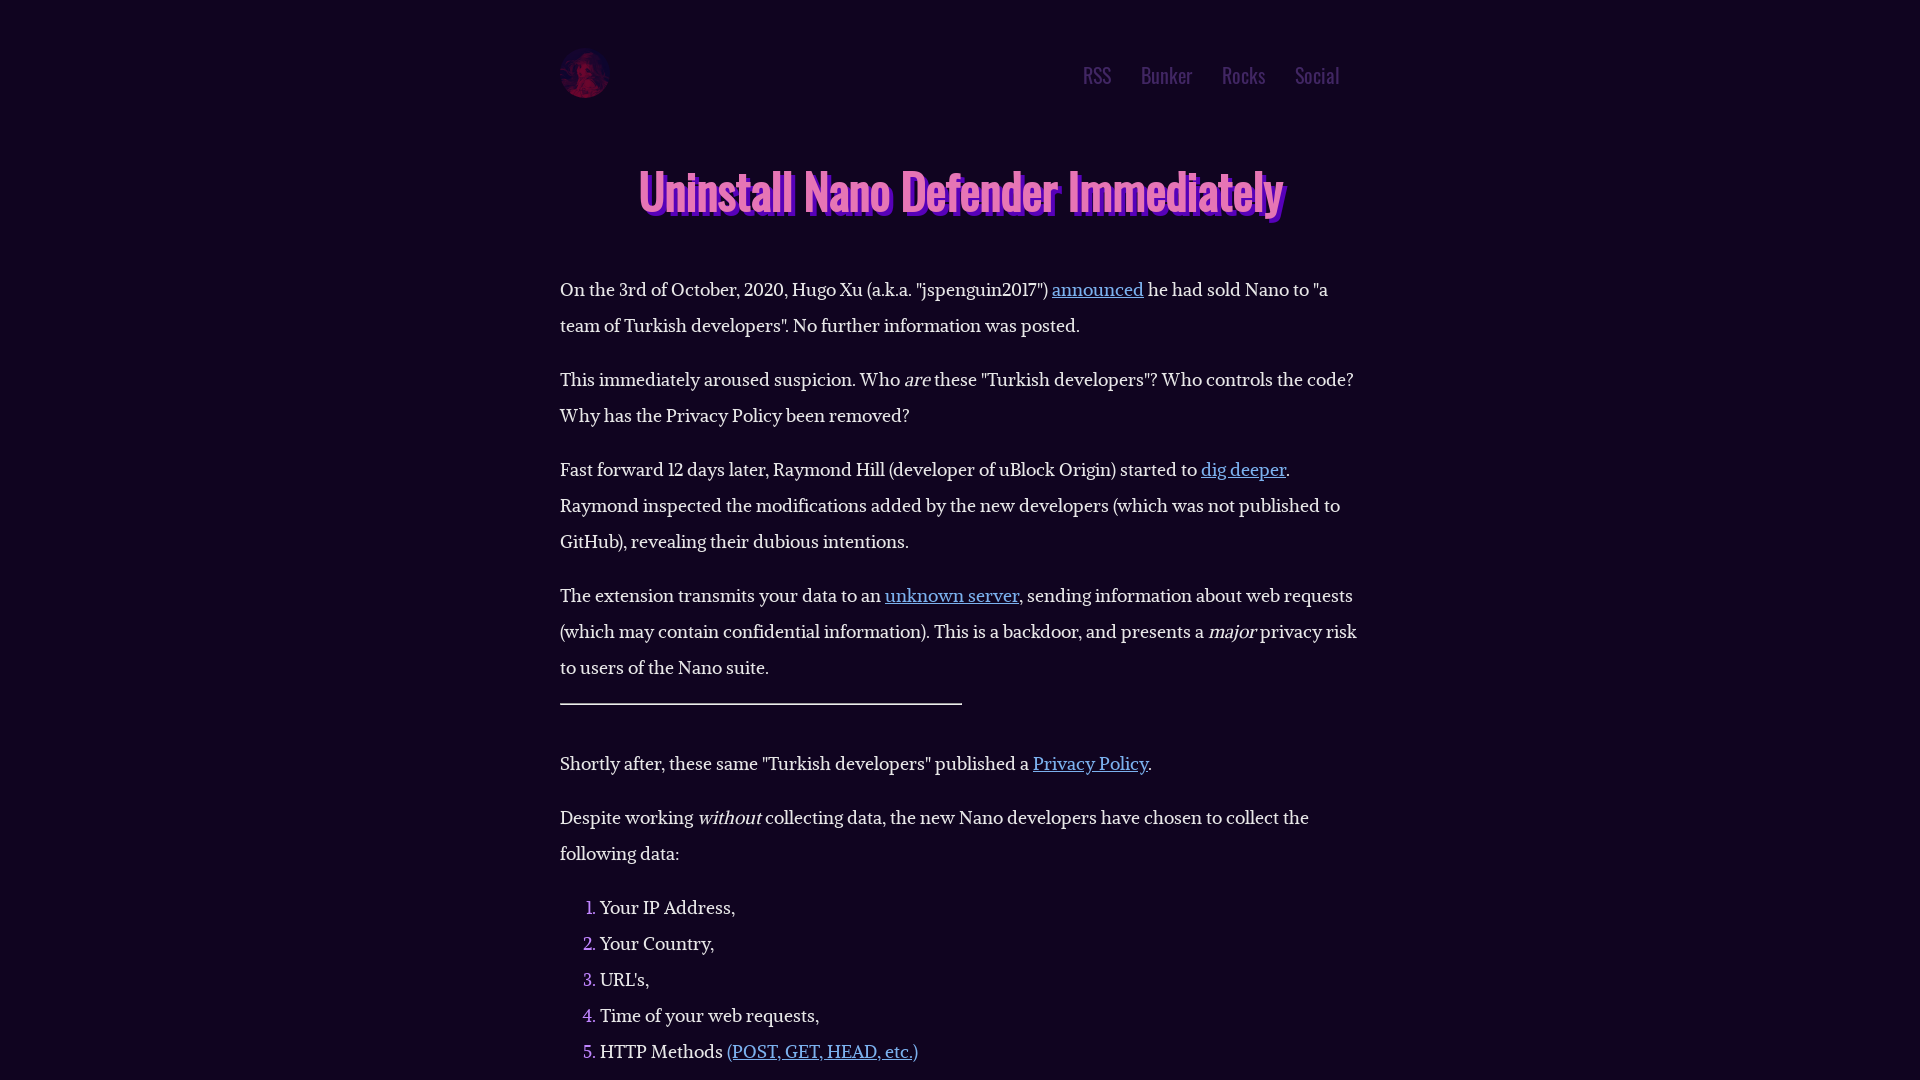 RSS Bunker Rocks Social
Uninstall Nano Defender Immediately
On the 3rd of October, 2020, Hugo Xu (a.k.a. "jspenguin2017") announced he had sold Nano to "a
team of Turkish developers". No further information was posted.
This immediately aroused suspicion. Who are these "Turkish developers"? Who controls the code?
Why has the Privacy Policy been removed?
Fast forward 12 days later, Raymond Hill (developer of uBlock Origin) started to dig deeper.
Raymond inspected the modifications added by the new developers (which was not published to
GitHub), revealing their dubious intentions.
The extension transmits your data to an unknown server, sending information about web requests
(which may contain confidential information). This is a backdoor, and presents a major privacy risk
to users of the Nano suite.
Shortly after, these same "Turkish developers" published a Privacy Policy.
Despite working without collecting data, the new Nano developers have chosen to collect the
following data:
1. Your IP Address,
2. Your Country,
3. URL's,
4. Time of your web requests,
5. HTTP Methods (POST, GET, HEAD, etc.)